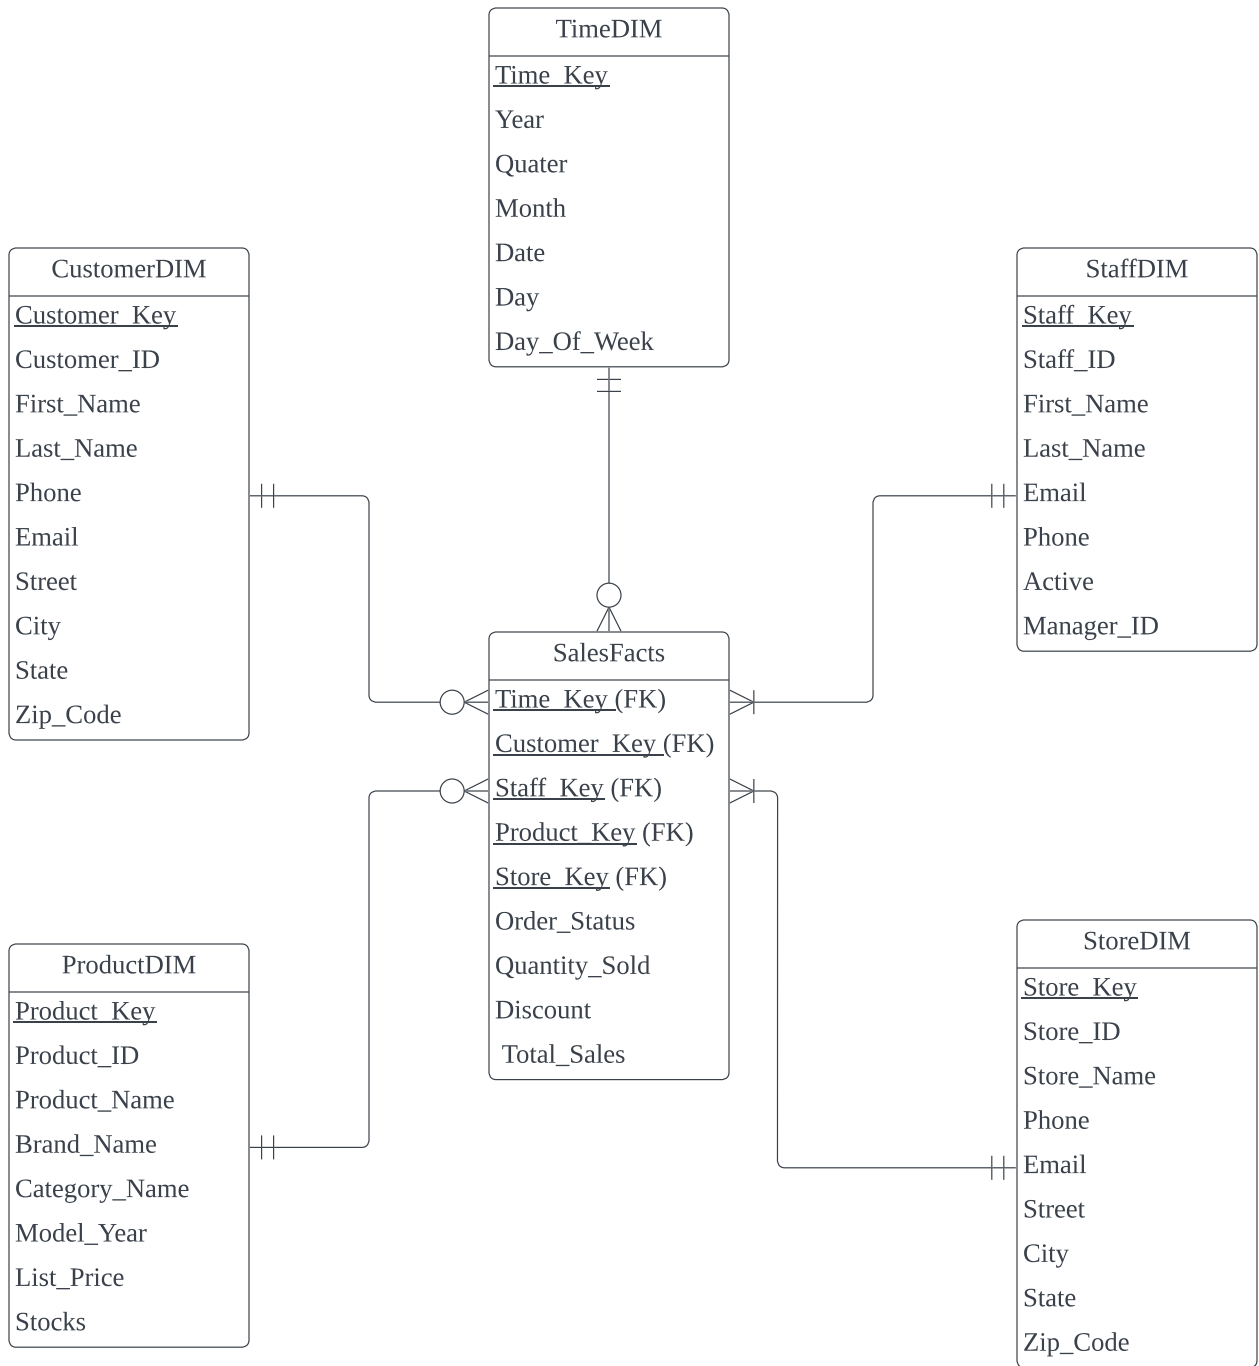 TimeDIM
Time_Key
Year
Quater
Month
Date
Day
Day_Of_Week
CustomerDIM
Customer_Key
Customer_ID
First_Name
Last_Name
Phone
Email
Street
City
State
Zip_Code
StaffDIM
Staff_Key
Staff_ID
First_Name
Last_Name
Email
Phone
Active
Manager_ID
SalesFacts
Time_Key (FK)
Customer_Key (FK)
Staff_Key (FK)
Product_Key (FK)
Store_Key (FK)
Order_Status
Quantity_Sold
Discount
Total_Sales
ProductDIM
Product_Key
Product_ID
Product_Name
Brand_Name
Category_Name
Model_Year
List_Price
Stocks
StoreDIM
Store_Key
Store_ID
Store_Name
Phone
Email
Street
City
State
Zip_Code